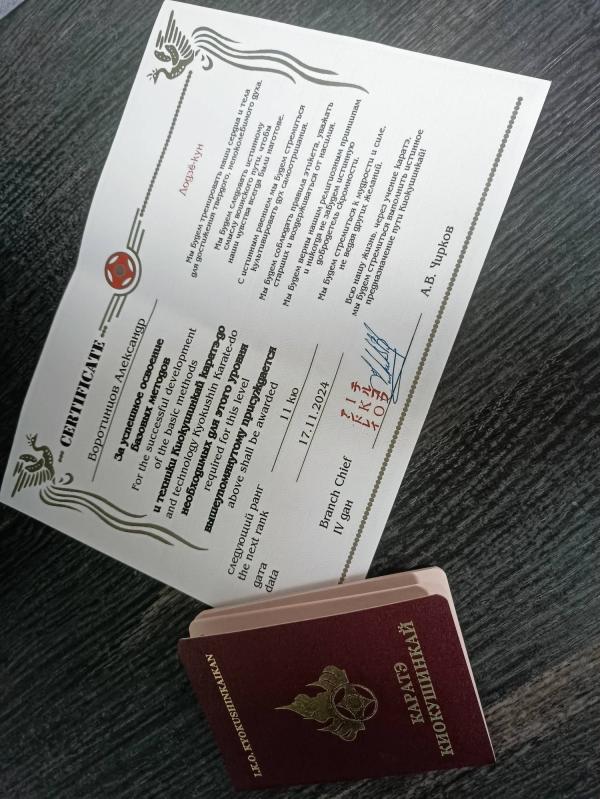 CERTIFICATE
Воротинцов Александр
За успешное освоение
базовых методов
For the successful development
of the basic methods
и техники Киокушинкай каратэ-до
and technology Kyokushin Karate-do
необходимых для этого уровня
required for this level
вышеупомянутому присуждается
above shall be awarded
следующий ранг
the next rank
11 кю
дата
data
17.11.2024
Branch Chief
IV дан
А.В. Чирков
Додзё-кун
Мы будем тренировать наши сердца и тела
для достижения твердого, непоколебимого духа.
Мы будем следовать истинному
смыслу воинского пути, чтобы
наши чувства всегда были наготове.
С истинным рвением мы будем стремиться
культивировать дух самоотрицания.
Мы будем соблюдать правила этикета, уважать
старших и воздерживаться от насилия.
Мы будем верны нашим религиозным принципам
и никогда не забудем истинную
добродетель скромности.
Мы будем стремиться к мудрости и силе,
не ведая других желаний.
Всю нашу жизнь, через учение каратэ,
мы будем стремиться выполнить истинное
предназначение пути Киокушинкай!
I.K.O. KYOKUSHINKAIKAN
КАРАТЭ
КИОКУШИНКАЙ